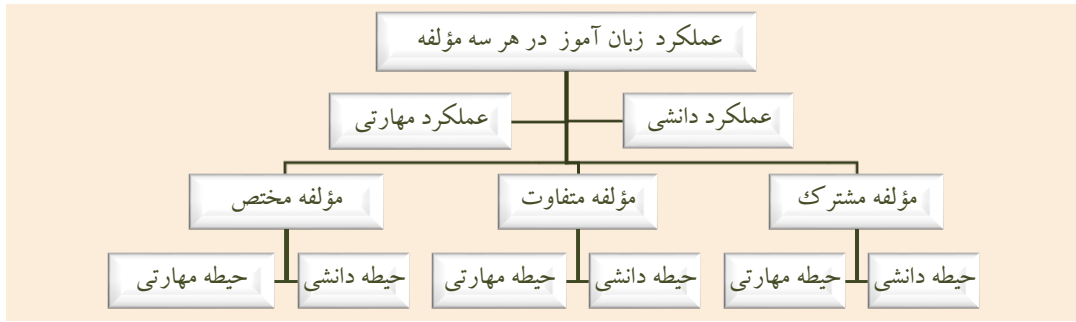 عملکرد زبان آموز در هر سه مؤلفه
عملکرد دانشی
عملکرد مهارتی
مؤلفه مشترک
مؤلفه متفاوت
مؤلفه مختص
حیطه دانشی
حیطه مهارتی
حیطه دانشی
حیطه مهارتی
حیطه دانشی
حیطه مهارتی